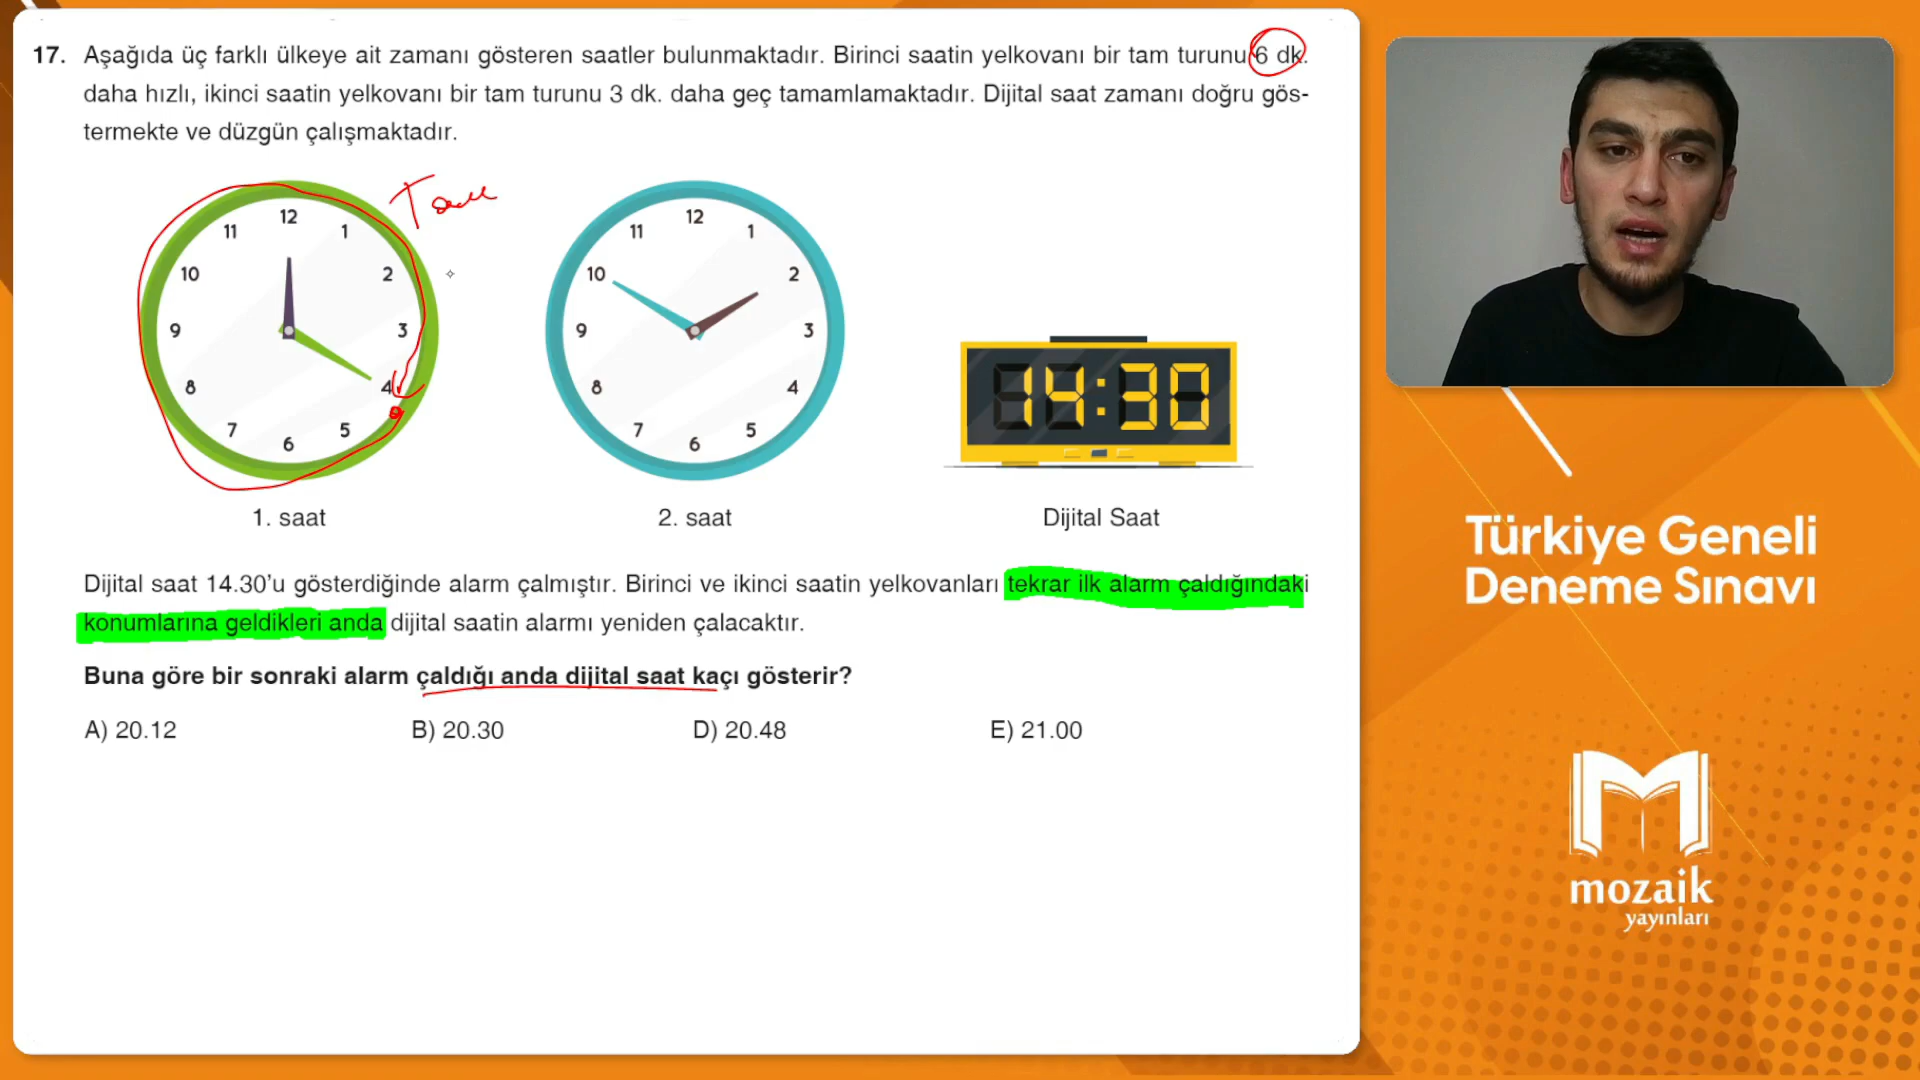 17. Aşağıda üç farklı ülkeye ait zamanı gösteren saatler bulunmaktadır. Birinci saatin yelkovanı bir tam turunu 6 dk.
daha hızlı, ikinci saatin yelkovanı bir tam turunu 3 dk. daha geç tamamlamaktadır. Dijital saat zamanı doğru gös-
termekte ve düzgün çalışmaktadır.
Tam
12
1
2
3
4
5
6
7
8
9
10
11
12
1
2
3
4
5
6
7
8
9
10
11
14:30
1. saat
2. saat
Dijital Saat
Dijital saat 14.30’u gösterdiğinde alarm çalmıştır. Birinci ve ikinci saatin yelkovanları tekrar ilk alarm çaldığındaki
konumlarına geldikleri anda dijital saatin alarmı yeniden çalacaktır.
Buna göre bir sonraki alarm çaldığı anda dijital saat kaçı gösterir?
A) 20.12 B) 20.30 D) 20.48 E) 21.00
Türkiye Geneli
Deneme Sınavı
mozaik
yayınları